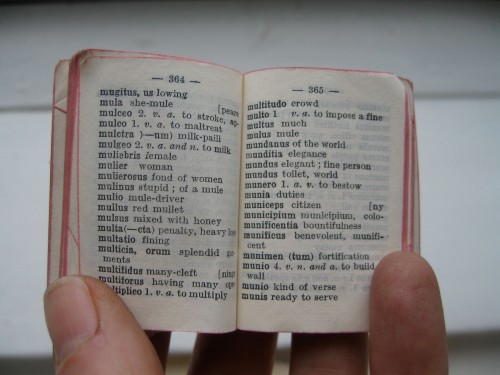 — 364 —
mugitus, us lowing
mula she-mule [pease
mulceo 2. v. a. to stroke, ap-
mulco 1. v. a. to maltreat
mulctra )—um) milk-paill
mulgeo 2. v. a. and n. to milk
muliebris female
mulier woman
mulierosus fond of women
mulinus stupid ; of a mule
mulio mule-driver
mullus red mullet
mulsus mixed with honey
multa(—cta) penalty, heavy
multatio fining
multicia, orum splendid
ments
multifidus many-cleft
having many
1. v. a. to multiply
— 365 —
multitudo crowd
multo 1 v. a. to impose a fine
multus much
mulus mule
mundanus of the world
munditia elegance
mundus elegant ; fine person
mundus toilet, world
munero 1. a. v. to bestow
munia duties
municeps citizen [ny
municipium municipium, colo-
munificentia bountifulness
munificus benevolent, munifi-
cent
munimen (tum) fortification
munio 4. v. n. and a. to build
wall
munio kind of verse
munis ready to serve